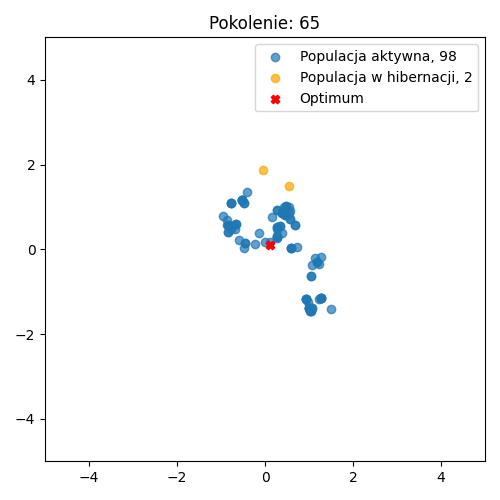 Pokolenie: 65
Populacja aktywna, 98
Populacja w hibernacji, 2
Optimum
4
2
0
−2
−4
−4 −2 0 2 4